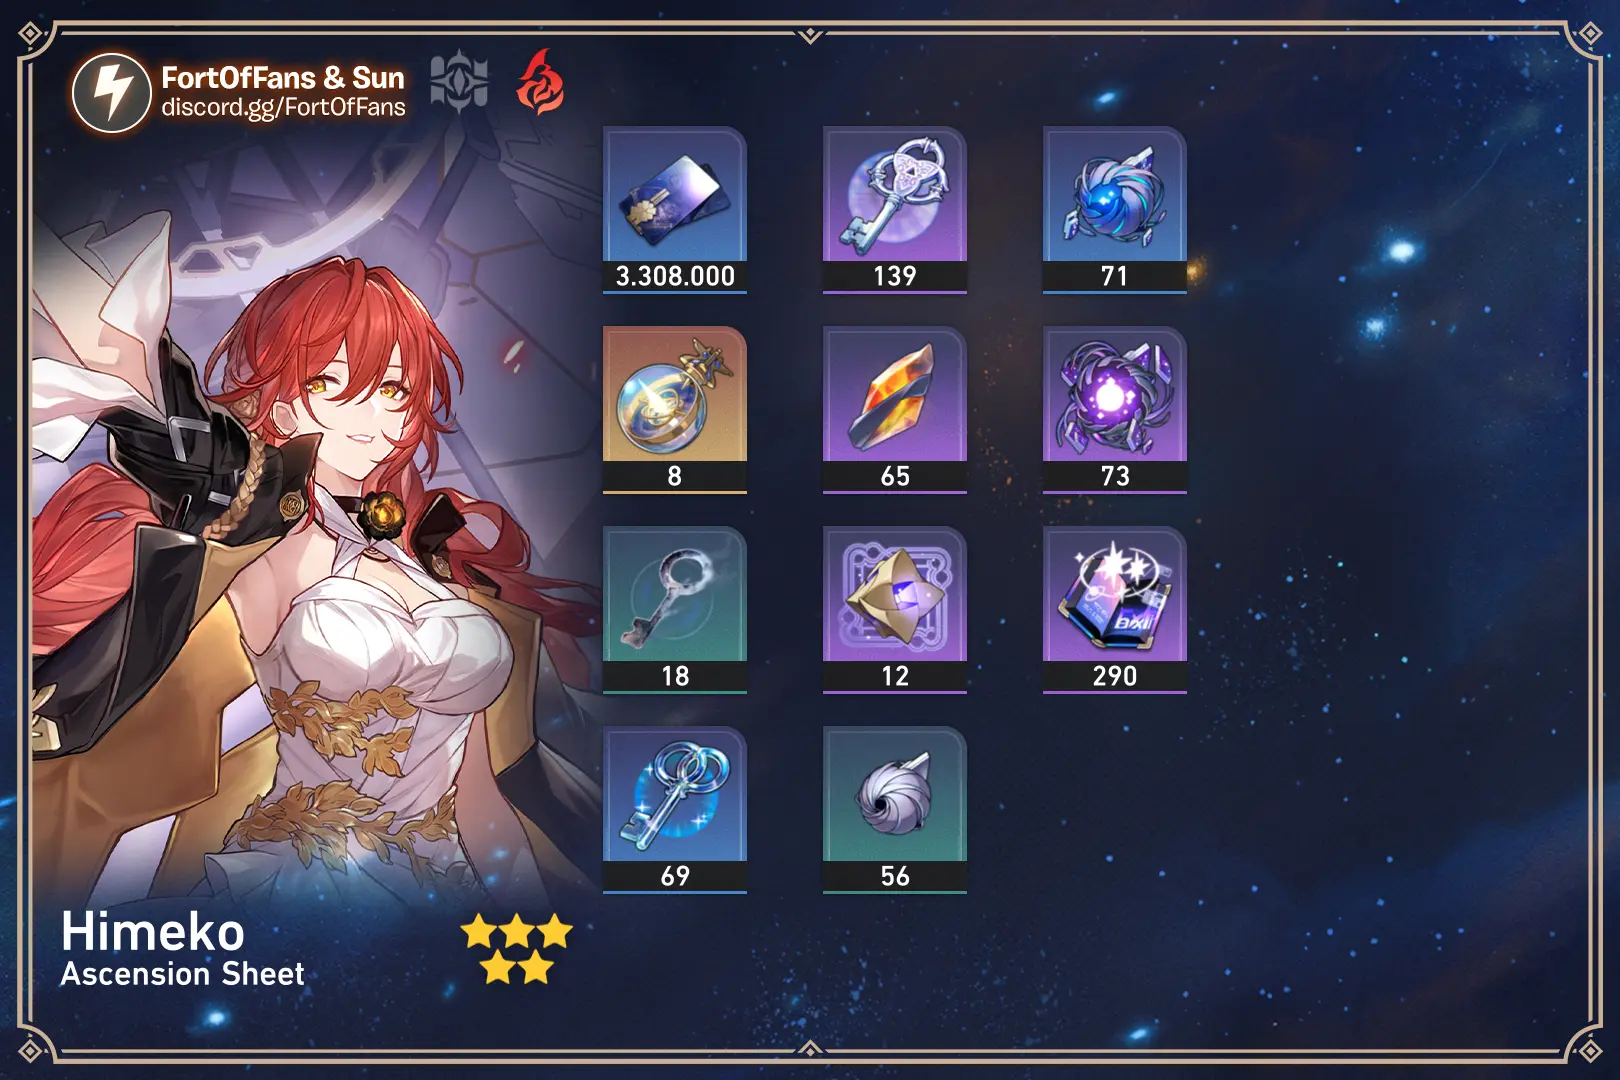 FortOfFans & Sun
discord.gg/FortOfFans
3.308.000
139
71
8
65
73
18
12
290
69
56
Himeko
Ascension Sheet